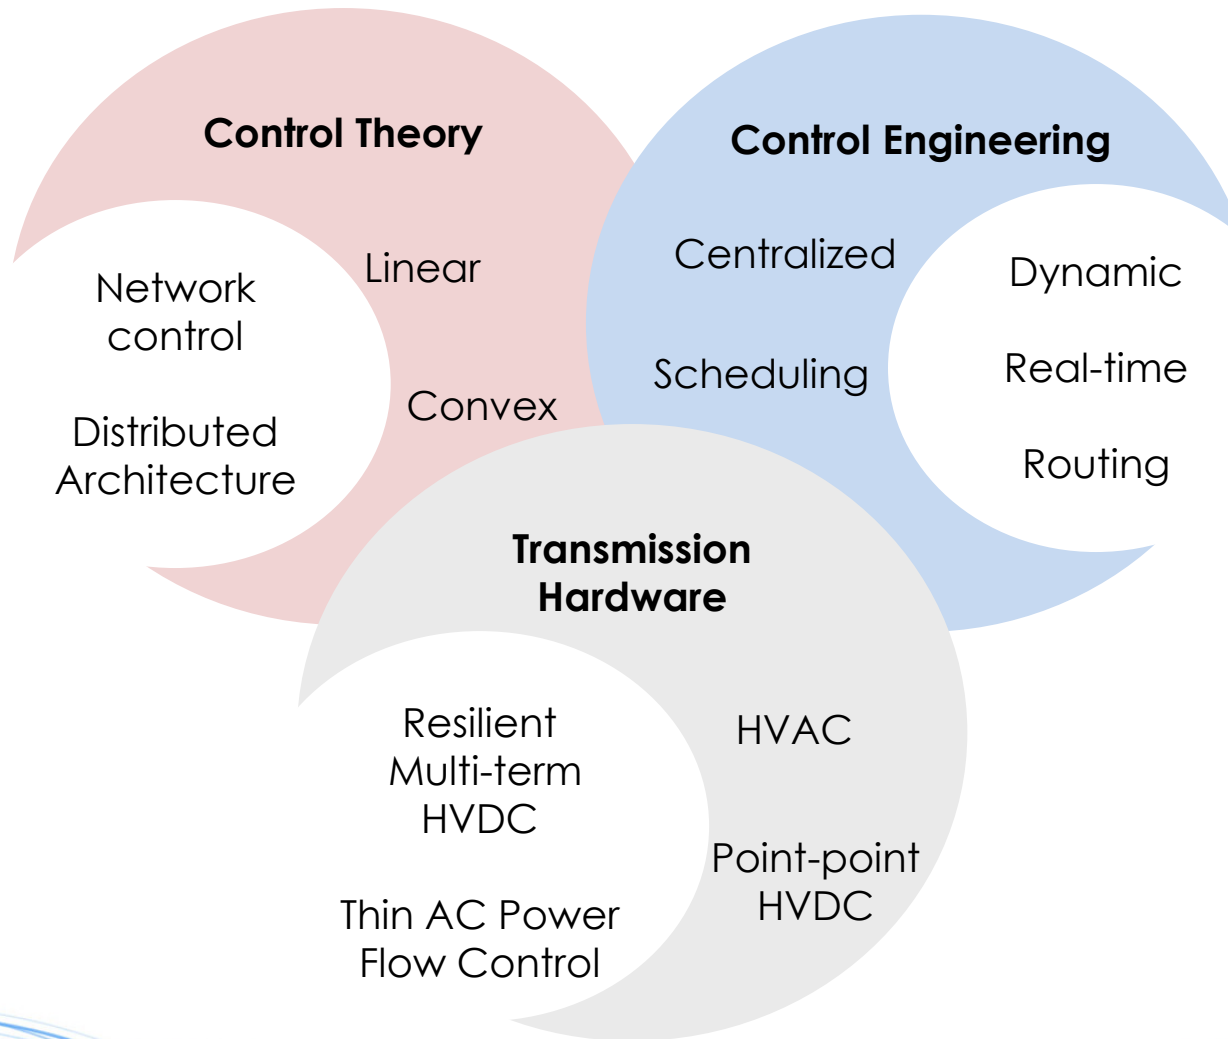 Control Theory
Linear
Convex
Network
control
Distributed
Architecture
Control Engineering
Centralized
Scheduling
Dynamic
Real-time
Routing
Transmission
Hardware
Resilient
Multi-term
HVDC
Thin AC Power
Flow Control
HVAC
Point-point
HVDC